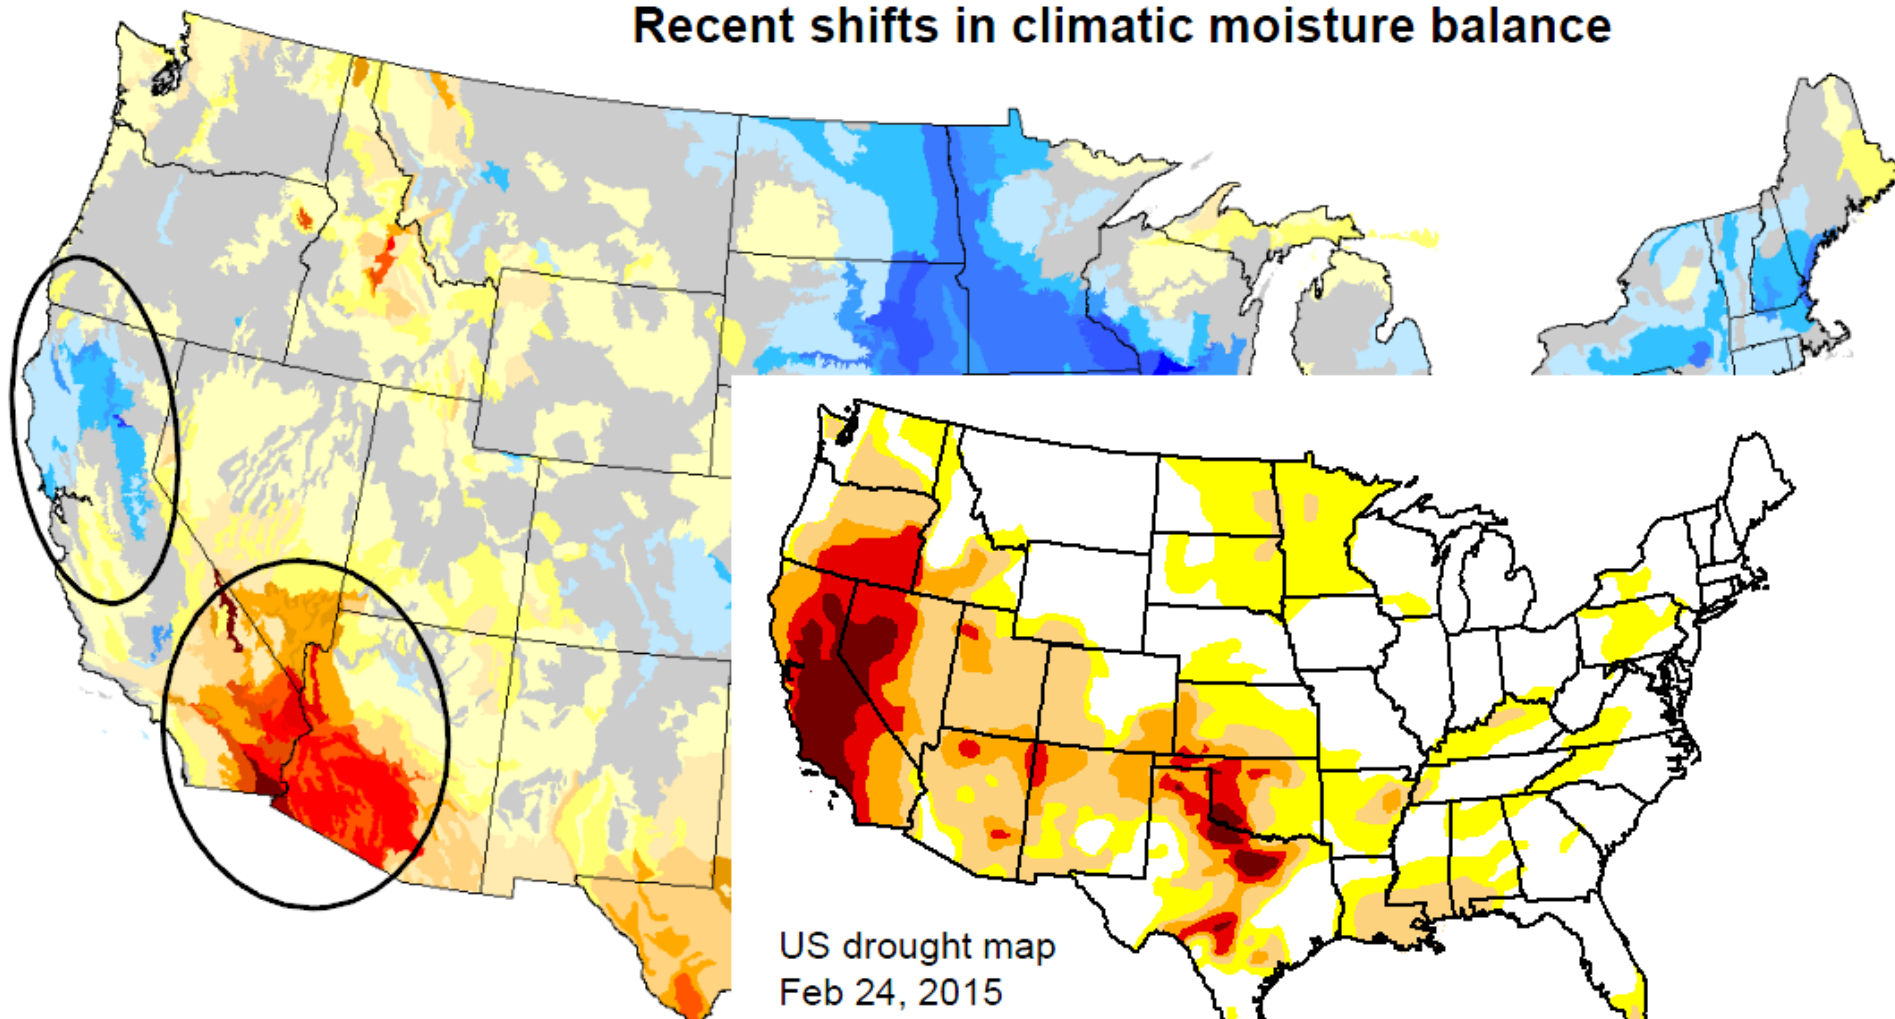 Recent shifts in climatic moisture balance
US drought map
Feb 24, 2015